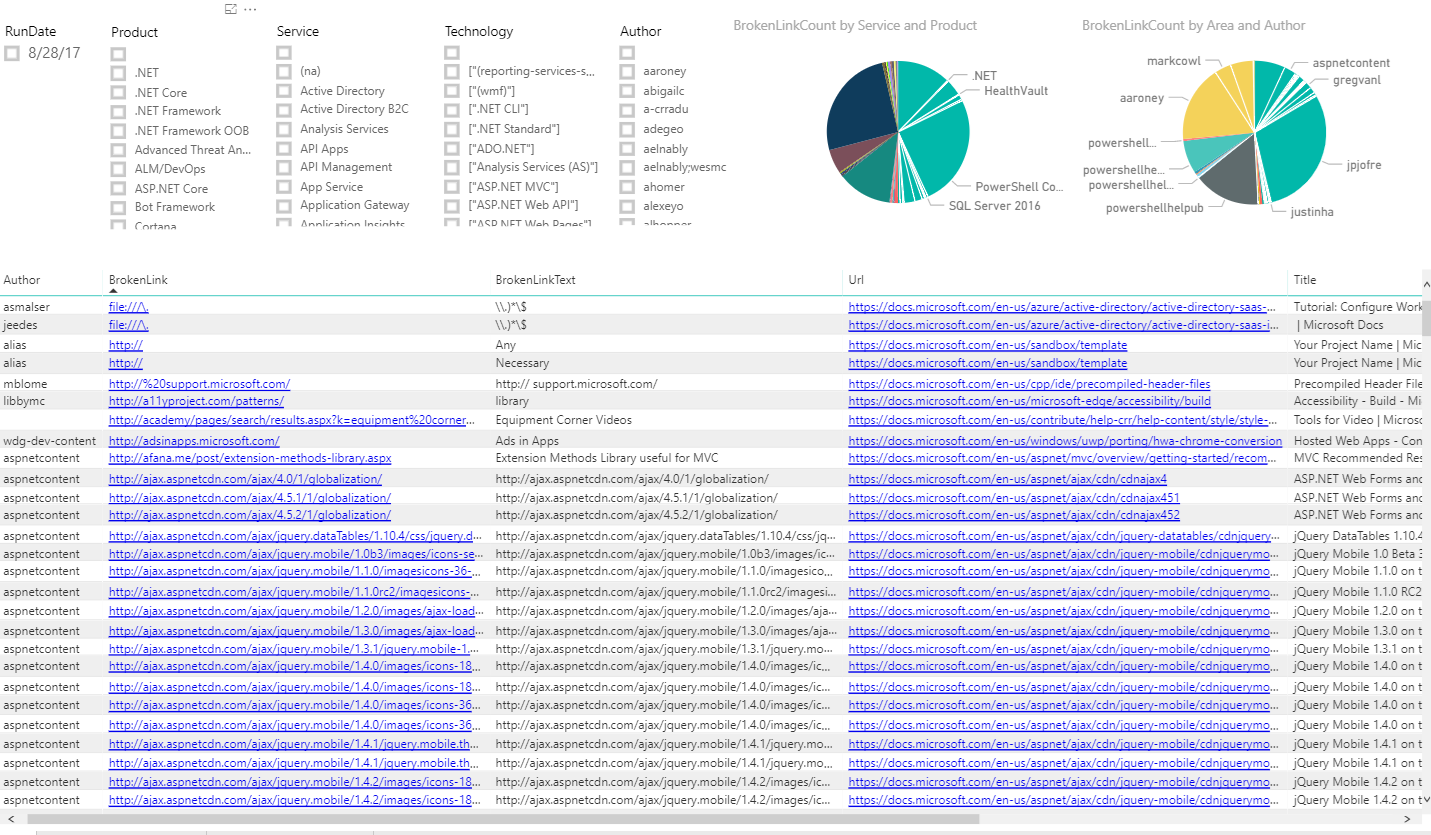 RunDate
8/28/17
Product
.NET
.NET Core
.NET Framework
.NET Framework OOB
Advanced Threat An...
ALM/DevOps
ASP.NET Core
Bot Framework
Cortana
Service
(na)
Active Directory
Active Directory B2C
Analysis Services
API Apps
API Management
App Service
Application Gateway
Application Insights
Technology
["(reporting-services-s...
["(wmf)"]
[".NET CLI"]
[".NET Standard"]
["ADO.NET"]
["Analysis Services (AS)"]
["ASP.NET MVC"]
["ASP.NET Web API"]
["ASP.NET Web Pages"]
Author
aaroney
abigailc
a-crradu
adegeo
aelnably
aelnably;wesmc
ahomer
alexeyo
alhopper
BrokenLinkCount by Service and Product
.NET
HealthVault
PowerShell Co...
SQL Server 2016
BrokenLinkCount by Area and Author
markcowl
aspnetcontent
gregvanl
aaroney
powershell...
jpjofre
powershellhe...
powershellhel...
powershellhelpub
justinha
Author BrokenLink BrokenLinkText Url Title
asmalser file:///\. \\.)*\$ https://docs.microsoft.com/en-us/azure/active-directory/active-directory-saas-... Tutorial: Configure Work
jeedes file:///\. \\.)*\$ https://docs.microsoft.com/en-us/azure/active-directory/active-directory-saas-i... | Microsoft Docs
alias http:// Any https://docs.microsoft.com/en-us/sandbox/template Your Project Name | Mic
alias http:// Necessary https://docs.microsoft.com/en-us/sandbox/template Your Project Name | Mic
mblome http://%20support.microsoft.com/ http:// support.microsoft.com/ https://docs.microsoft.com/en-us/cpp/ide/precompiled-header-files Precompiled Header File
libbymc http://a11yproject.com/patterns/ library https://docs.microsoft.com/en-us/microsoft-edge/accessibility/build Accessibility - Build - Mi
http://academy/pages/search/results.aspx?k=equipment%20corner... Equipment Corner Videos https://docs.microsoft.com/en-us/contribute/help-crr/help-content/style/style-... Tools for Video | Micros
wdg-dev-content http://adsinapps.microsoft.com/ Ads in Apps https://docs.microsoft.com/en-us/windows/uwp/porting/hwa-chrome-conversion Hosted Web Apps - Con
aspnetcontent http://afana.me/post/extension-methods-library.aspx Extension Methods Library useful for MVC https://docs.microsoft.com/en-us/aspnet/mvc/overview/getting-started/recom... MVC Recommended Res
aspnetcontent http://ajax.aspnetcdn.com/ajax/4.0/1/globalization/ http://ajax.aspnetcdn.com/ajax/4.0/1/globalization/ https://docs.microsoft.com/en-us/aspnet/ajax/cdn/cdnajax4 ASP.NET Web Forms and
aspnetcontent http://ajax.aspnetcdn.com/ajax/4.5.1/1/globalization/ http://ajax.aspnetcdn.com/ajax/4.5.1/1/globalization/ https://docs.microsoft.com/en-us/aspnet/ajax/cdn/cdnajax451 ASP.NET Web Forms and
aspnetcontent http://ajax.aspnetcdn.com/ajax/4.5.2/1/globalization/ http://ajax.aspnetcdn.com/ajax/4.5.2/1/globalization/ https://docs.microsoft.com/en-us/aspnet/ajax/cdn/cdnajax452 ASP.NET Web Forms and
aspnetcontent http://ajax.aspnetcdn.com/ajax/jquery.dataTables/1.10.4/css/jquery.d... http://ajax.aspnetcdn.com/ajax/jquery.dataTables/1.10.4/css/jq... https://docs.microsoft.com/en-us/aspnet/ajax/cdn/jquery-datatables/cdnjquery... jQuery DataTables 1.10.4
aspnetcontent http://ajax.aspnetcdn.com/ajax/jquery.mobile/1.0b3/images/icons-se... http://ajax.aspnetcdn.com/ajax/jquery.mobile/1.0b3/images/ic... https://docs.microsoft.com/en-us/aspnet/ajax/cdn/jquery-mobile/cdnjquerymo... jQuery Mobile 1.0 Beta 3
aspnetcontent http://ajax.aspnetcdn.com/ajax/jquery.mobile/1.1.0/imagesicons-36-... http://ajax.aspnetcdn.com/ajax/jquery.mobile/1.1.0/imagesico... https://docs.microsoft.com/en-us/aspnet/ajax/cdn/jquery-mobile/cdnjquerymo... jQuery Mobile 1.1.0 on t
aspnetcontent http://ajax.aspnetcdn.com/ajax/jquery.mobile/1.1.0rc2/imagesicons-... http://ajax.aspnetcdn.com/ajax/jquery.mobile/1.1.0rc2/imagesi... https://docs.microsoft.com/en-us/aspnet/ajax/cdn/jquery-mobile/cdnjquerymo... jQuery Mobile 1.1.0 RC2
aspnetcontent http://ajax.aspnetcdn.com/ajax/jquery.mobile/1.2.0/images/ajax-load... http://ajax.aspnetcdn.com/ajax/jquery.mobile/1.2.0/images/aja... https://docs.microsoft.com/en-us/aspnet/ajax/cdn/jquery-mobile/cdnjquerymo... jQuery Mobile 1.2.0 on t
aspnetcontent http://ajax.aspnetcdn.com/ajax/jquery.mobile/1.3.0/images/ajax-load... http://ajax.aspnetcdn.com/ajax/jquery.mobile/1.3.0/images/aja... https://docs.microsoft.com/en-us/aspnet/ajax/cdn/jquery-mobile/cdnjquerymo... jQuery Mobile 1.3.0 on t
aspnetcontent http://ajax.aspnetcdn.com/ajax/jquery.mobile/1.3.1/jquery.mobile-1.... http://ajax.aspnetcdn.com/ajax/jquery.mobile/1.3.1/jquery.mo... https://docs.microsoft.com/en-us/aspnet/ajax/cdn/jquery-mobile/cdnjquerymo... jQuery Mobile 1.3.1 on t
aspnetcontent http://ajax.aspnetcdn.com/ajax/jquery.mobile/1.4.0/images/icons-18... http://ajax.aspnetcdn.com/ajax/jquery.mobile/1.4.0/images/ic... https://docs.microsoft.com/en-us/aspnet/ajax/cdn/jquery-mobile/cdnjquerymo... jQuery Mobile 1.4.0 on t
aspnetcontent http://ajax.aspnetcdn.com/ajax/jquery.mobile/1.4.0/images/icons-18... http://ajax.aspnetcdn.com/ajax/jquery.mobile/1.4.0/images/ic... https://docs.microsoft.com/en-us/aspnet/ajax/cdn/jquery-mobile/cdnjquerymo... jQuery Mobile 1.4.0 on t
aspnetcontent http://ajax.aspnetcdn.com/ajax/jquery.mobile/1.4.0/images/icons-36... http://ajax.aspnetcdn.com/ajax/jquery.mobile/1.4.0/images/ic... https://docs.microsoft.com/en-us/aspnet/ajax/cdn/jquery-mobile/cdnjquerymo... jQuery Mobile 1.4.0 on t
aspnetcontent http://ajax.aspnetcdn.com/ajax/jquery.mobile/1.4.0/images/icons-36... http://ajax.aspnetcdn.com/ajax/jquery.mobile/1.4.0/images/ic... https://docs.microsoft.com/en-us/aspnet/ajax/cdn/jquery-mobile/cdnjquerymo... jQuery Mobile 1.4.0 on t
aspnetcontent http://ajax.aspnetcdn.com/ajax/jquery.mobile/1.4.1/jquery.mobile.th... http://ajax.aspnetcdn.com/ajax/jquery.mobile/1.4.1/jquery.mo... https://docs.microsoft.com/en-us/aspnet/ajax/cdn/jquery-mobile/cdnjquerymo... jQuery Mobile 1.4.1 on t
aspnetcontent http://ajax.aspnetcdn.com/ajax/jquery.mobile/1.4.1/jquery.mobile.th... http://ajax.aspnetcdn.com/ajax/jquery.mobile/1.4.1/jquery.mo... https://docs.microsoft.com/en-us/aspnet/ajax/cdn/jquery-mobile/cdnjquerymo... jQuery Mobile 1.4.1 on t
aspnetcontent http://ajax.aspnetcdn.com/ajax/jquery.mobile/1.4.2/images/icons-18... http://ajax.aspnetcdn.com/ajax/jquery.mobile/1.4.2/images/ic... https://docs.microsoft.com/en-us/aspnet/ajax/cdn/jquery-mobile/cdnjquerymo... jQuery Mobile 1.4.2 on t
aspnetcontent http://ajax.aspnetcdn.com/ajax/jquery.mobile/1.4.2/images/icons-18... http://ajax.aspnetcdn.com/ajax/jquery.mobile/1.4.2/images/ic... https://docs.microsoft.com/en-us/aspnet/ajax/cdn/jquery-mobile/cdnjquerymo... jQuery Mobile 1.4.2 on t